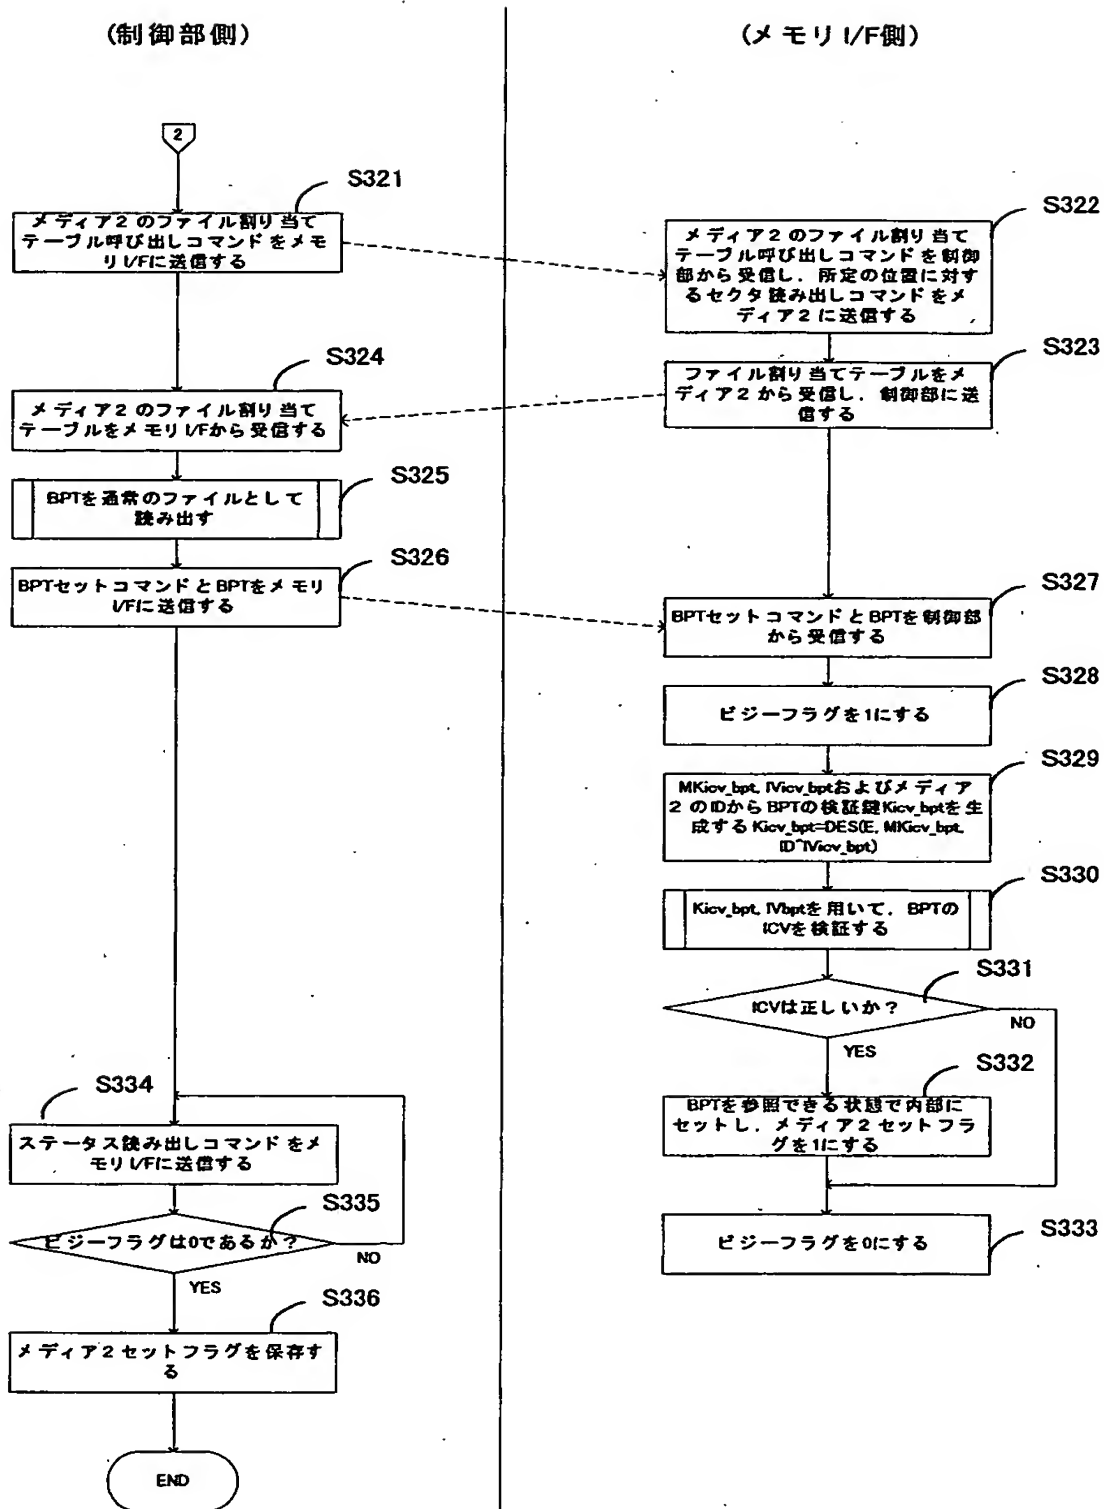 (制御部側)
(メモリI/F側)
2
S321
メディア2のファイル割り当て
テーブル呼び出しコマンドをメモ
リI/Fに送信する
S322
メディア2のファイル割り当て
テーブル呼び出しコマンドを制御
部から受信し、所定の位置に対す
るセクタ読み出しコマンドをメ
ディア2に送信する
S323
ファイル割り当てテーブルをメ
ディア2から受信し、制御部に送
信する
S324
メディア2のファイル割り当て
テーブルをメモリI/Fから受信する
S325
BPTを通常のファイルとして
読み出す
S326
BPTセットコマンドとBPTをメモリ
I/Fに送信する
S327
BPTセットコマンドとBPTを制御部
から受信する
S328
ビジーフラグを1にする
S329
MKicv_bpt, IVicv_bptおよびメディア
2のIDからBPTの検証鍵Kicv_bptを生
成する Kicv_bpt=DES(E, MKicv_bpt,
ID^IVicv_bpt)
S330
Kicv_bpt, IVbptを用いて、BPTの
ICVを検証する
S331
ICVは正しいか?
NO
YES
S332
BPTを参照できる状態で内部に
セットし、メディア2セットフラ
グを1にする
S333
ビジーフラグを0にする
S334
ステータス読み出しコマンドをメ
モリI/Fに送信する
S335
ビジーフラグは0であるか?
NO
YES
S336
メディア2セットフラグを保存す
る
END